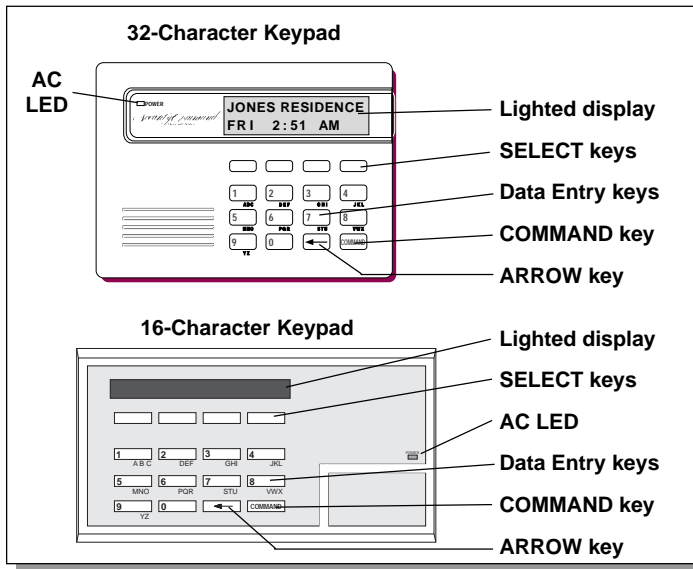 32-Character Keypad
AC
LED
POWER
JONES RESIDENCE
FRI 2:51 AM
Lighted display
SELECT keys
1 2 3 4
ABC DEF GHI JKL
Data Entry keys
5 6 7 8
MNO PQR STU VWX
COMMAND key
9 0 COMMAND
YZ
ARROW key
16-Character Keypad
Lighted display
SELECT keys
AC LED
POWER
1 2 3 4
ABC DEF GHI JKL
Data Entry keys
5 6 7 8
MNO PQR STU VWX
COMMAND key
9 0 COMMAND
YZ
ARROW key